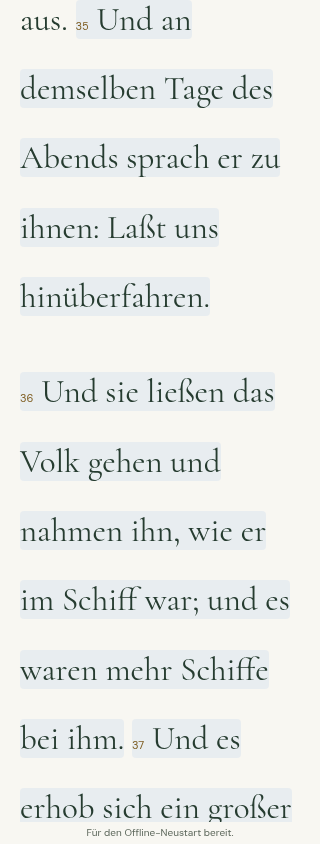 aus. 35 Und an
demselben Tage des
Abends sprach er zu
ihnen: Laßt uns
hinüberfahren.
36 Und sie ließen das
Volk gehen und
nahmen ihn, wie er
im Schiff war; und es
waren mehr Schiffe
bei ihm. 37 Und es
erhob sich ein großer
Für den Offline-Neustart bereit.